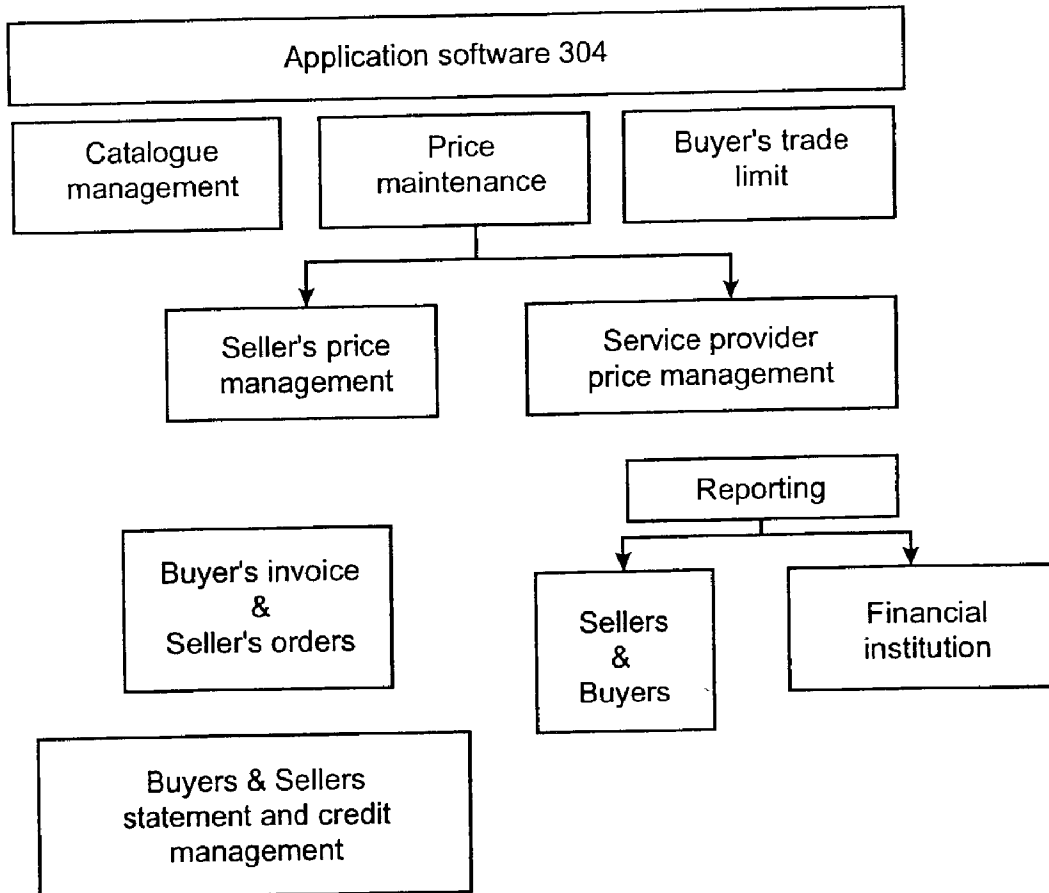 Application software 304
Catalogue
management
Price
maintenance
Buyer's trade
limit
Seller's price
management
Service provider
price management
Reporting
Buyer's invoice
&
Seller's orders
Sellers
&
Buyers
Financial
institution
Buyers & Sellers
statement and credit
management